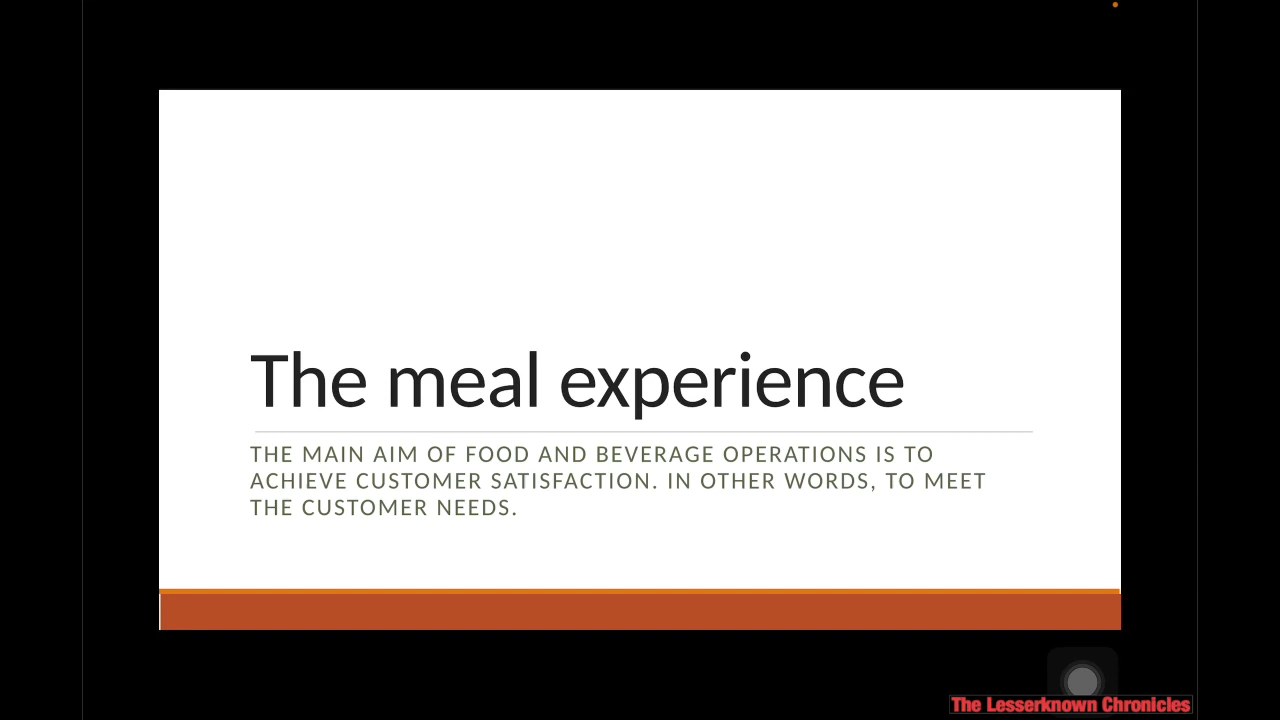 The meal experience
THE MAIN AIM OF FOOD AND BEVERAGE OPERATIONS IS TO
ACHIEVE CUSTOMER SATISFACTION. IN OTHER WORDS, TO MEET
THE CUSTOMER NEEDS.
The Lesserknown Chronicles